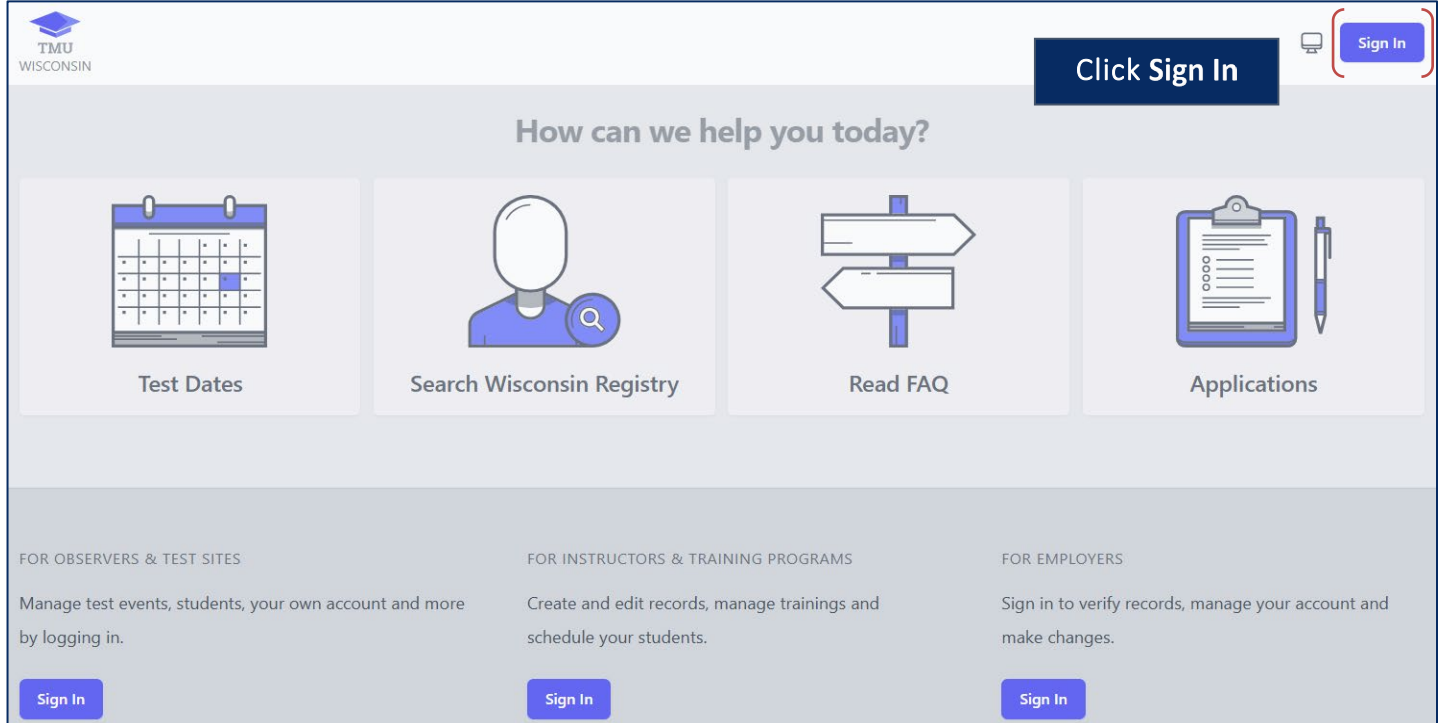 TMU
WISCONSIN
Click Sign In
Sign In
How can we help you today?
Test Dates
Search Wisconsin Registry
Read FAQ
Applications
FOR OBSERVERS & TEST SITES
Manage test events, students, your own account and more
by logging in.
Sign In
FOR INSTRUCTORS & TRAINING PROGRAMS
Create and edit records, manage trainings and
schedule your students.
Sign In
FOR EMPLOYERS
Sign in to verify records, manage your account and
make changes.
Sign In